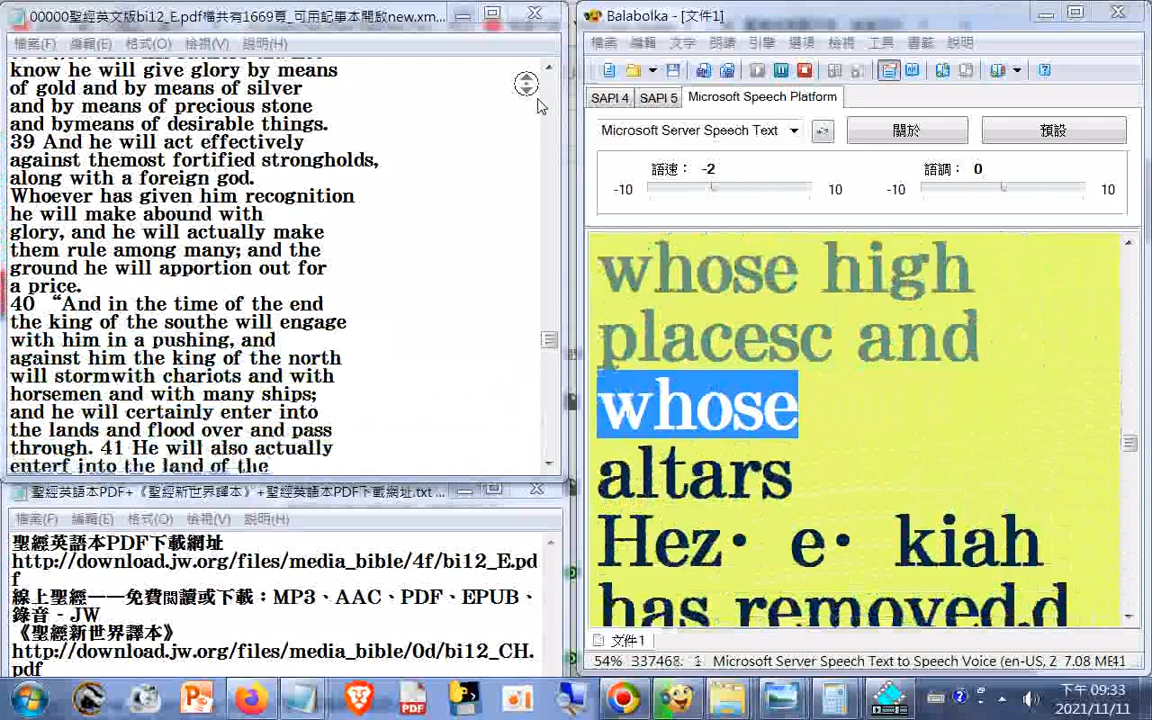 00000聖經英文版bi12_E.pdf檔共有1669頁_可用記事本開啟new.xm...
檔案(F) 編輯(E) 格式(O) 檢視(V) 說明(H)
know he will give glory by means
of gold and by means of silver
and by means of precious stone
and bymeans of desirable things.
39 And he will act effectively
against themost fortified strongholds,
along with a foreign god.
Whoever has given him recognition
he will make abound with
glory, and he will actually make
them rule among many; and the
ground he will apportion out for
a price.
40 “And in the time of the end
the king of the southe will engage
with him in a pushing, and
against him the king of the north
will stormwith chariots and with
horsemen and with many ships;
and he will certainly enter into
the lands and flood over and pass
through. 41 He will also actually
enterf into the land of the
聖經英語本PDF+《聖經新世界譯本》+聖經英語本PDF下載網址.txt ...
檔案(F) 編輯(E) 格式(O) 檢視(V) 說明(H)
聖經英語本PDF下載網址
http://download.jw.org/files/media_bible/4f/bi12_E.pd
f
線上聖經——免費閱讀或下載：MP3、AAC、PDF、EPUB、
錄音 - JW
《聖經新世界譯本》
http://download.jw.org/files/media_bible/0d/bi12_CH.
pdf
Balabolka - [文件1]
檔案 編輯 文字 朗讀 引擎 選項 檢視 工具 書籤 說明
SAPI 4 SAPI 5 Microsoft Speech Platform
Microsoft Server Speech Text 關於 預設
語速： -2 語調： 0
-10 10 -10 10
whose high
placesc and
whose
altars
Hez· e· kiah
has removed,d
文件1
54% 337468: 1 Microsoft Server Speech Text to Speech Voice (en-US, Z 7.08 ME41
下午 09:33
2021/11/11